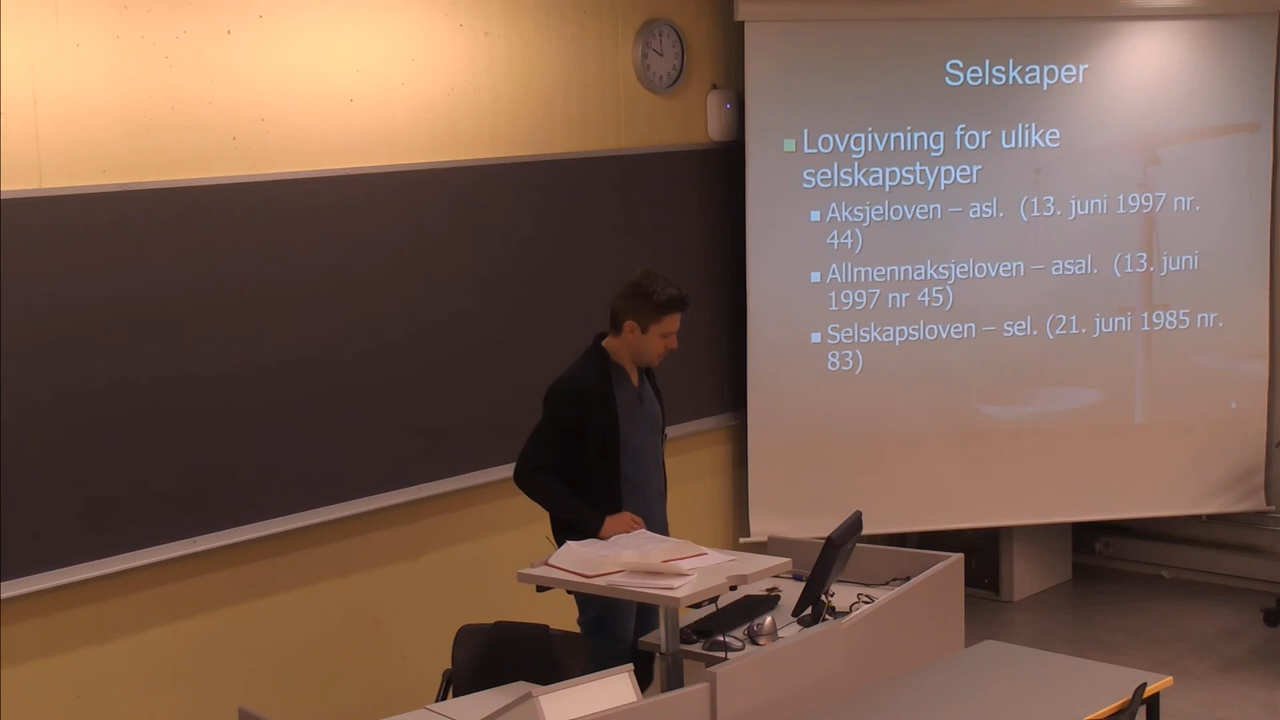 Selskaper
Lovgivning for ulike
selskapstyper
Aksjeloven – asl. (13. juni 1997 nr.
44)
Allmennaksjeloven – asal. (13. juni
1997 nr 45)
Selskapsloven – sel. (21. juni 1985 nr.
83)